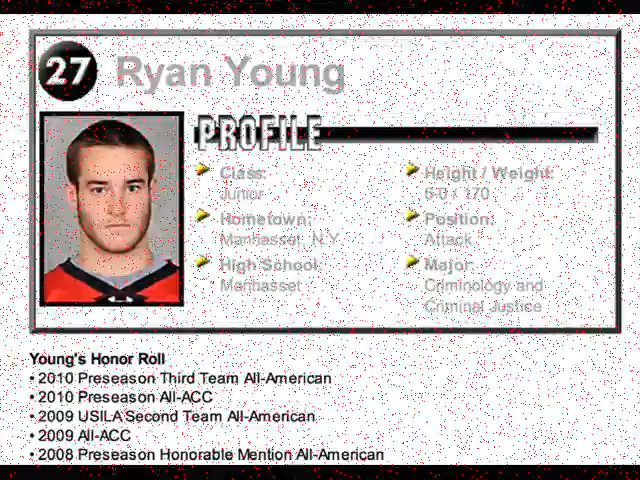 27 Ryan Young
PROFILE
Class:
Junior
Hometown:
Manhasset, N.Y.
High School:
Manhasset
Height / Weight:
6-0 / 170
Position:
Attack
Major:
Criminology and
Criminal Justice
Young's Honor Roll
• 2010 Preseason Third Team All-American
• 2010 Preseason All-ACC
• 2009 USILA Second Team All-American
• 2009 All-ACC
• 2008 Preseason Honorable Mention All-American